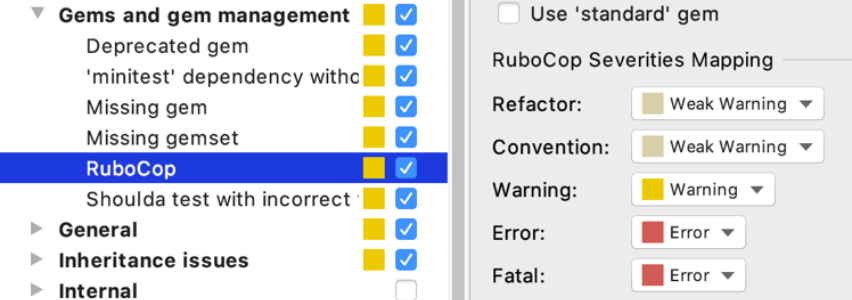 Gems and gem management
Deprecated gem
'minitest' dependency witho
Missing gem
Missing gemset
RuboCop
Shoulda test with incorrect
General
Inheritance issues
Internal
Use 'standard' gem
RuboCop Severities Mapping
Refactor: Weak Warning
Convention: Weak Warning
Warning: Warning
Error: Error
Fatal: Error